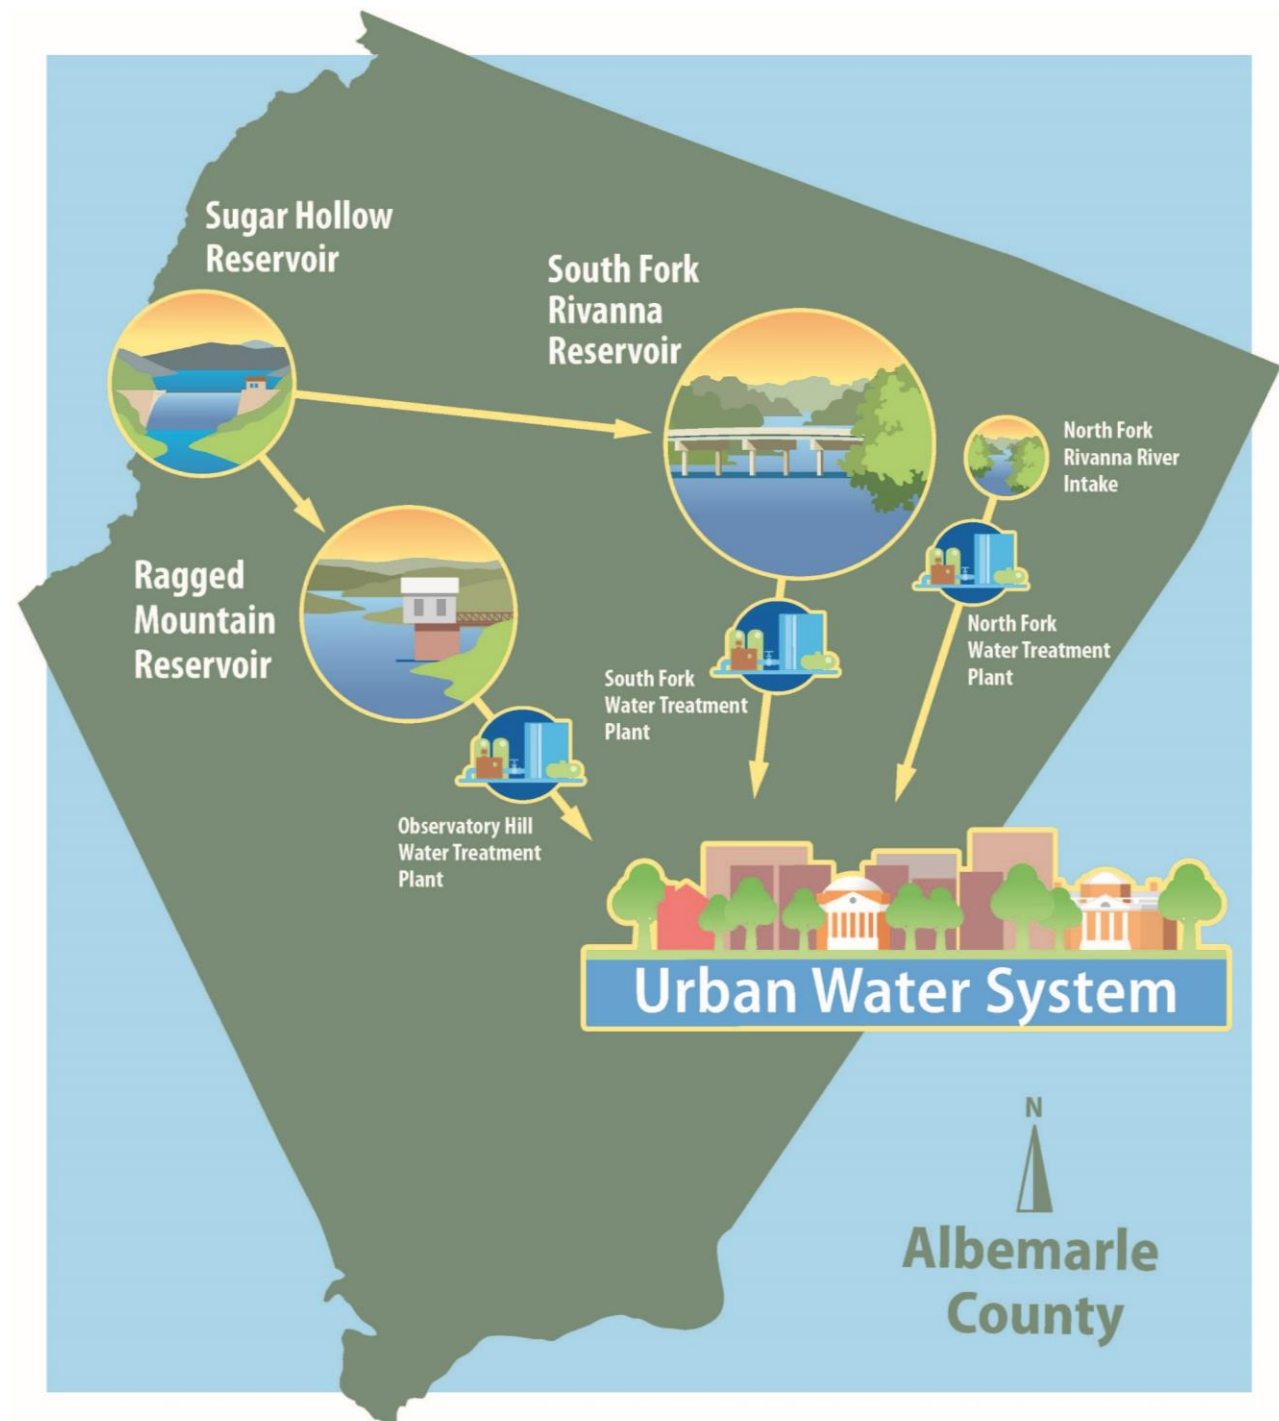 Sugar Hollow
Reservoir
South Fork
Rivanna
Reservoir
North Fork
Rivanna River
Intake
Ragged
Mountain
Reservoir
North Fork
Water Treatment
Plant
South Fork
Water Treatment
Plant
Observatory Hill
Water Treatment
Plant
Urban Water System
N
Albemarle
County